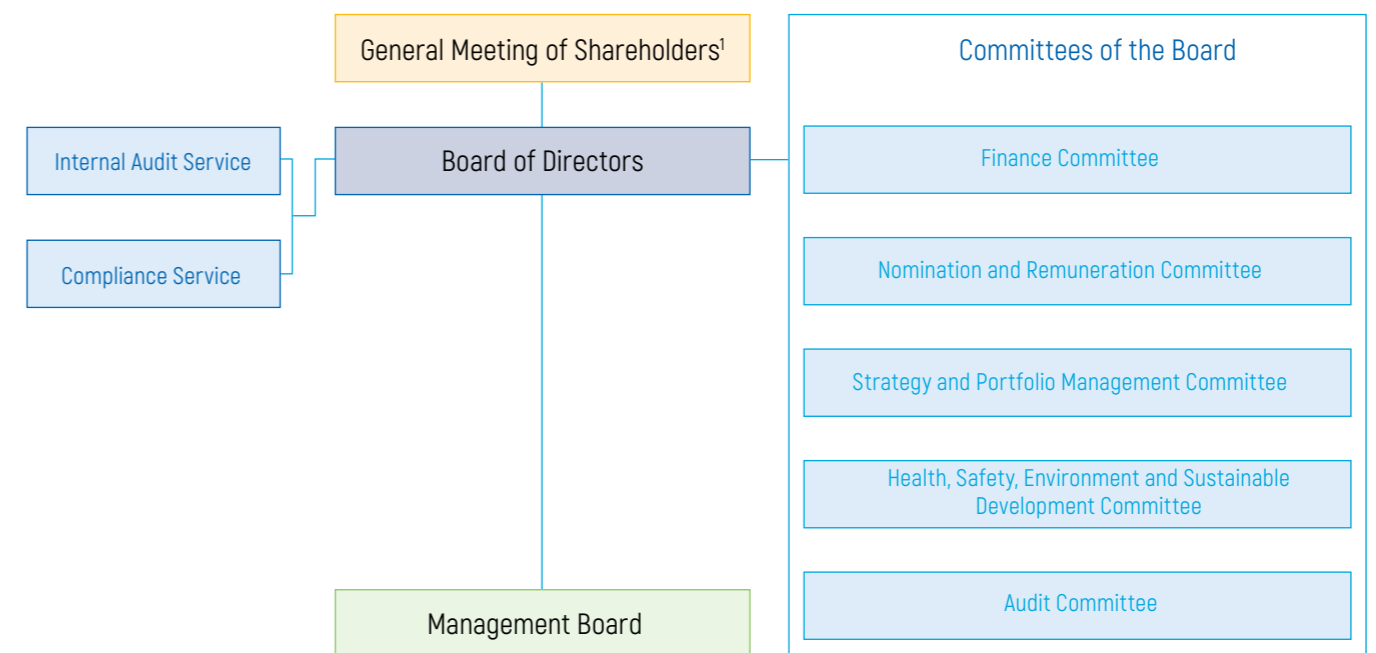 General Meeting of Shareholders¹
Committees of the Board
Internal Audit Service
Board of Directors
Finance Committee
Compliance Service
Nomination and Remuneration Committee
Strategy and Portfolio Management Committee
Health, Safety, Environment and Sustainable
Development Committee
Audit Committee
Management Board